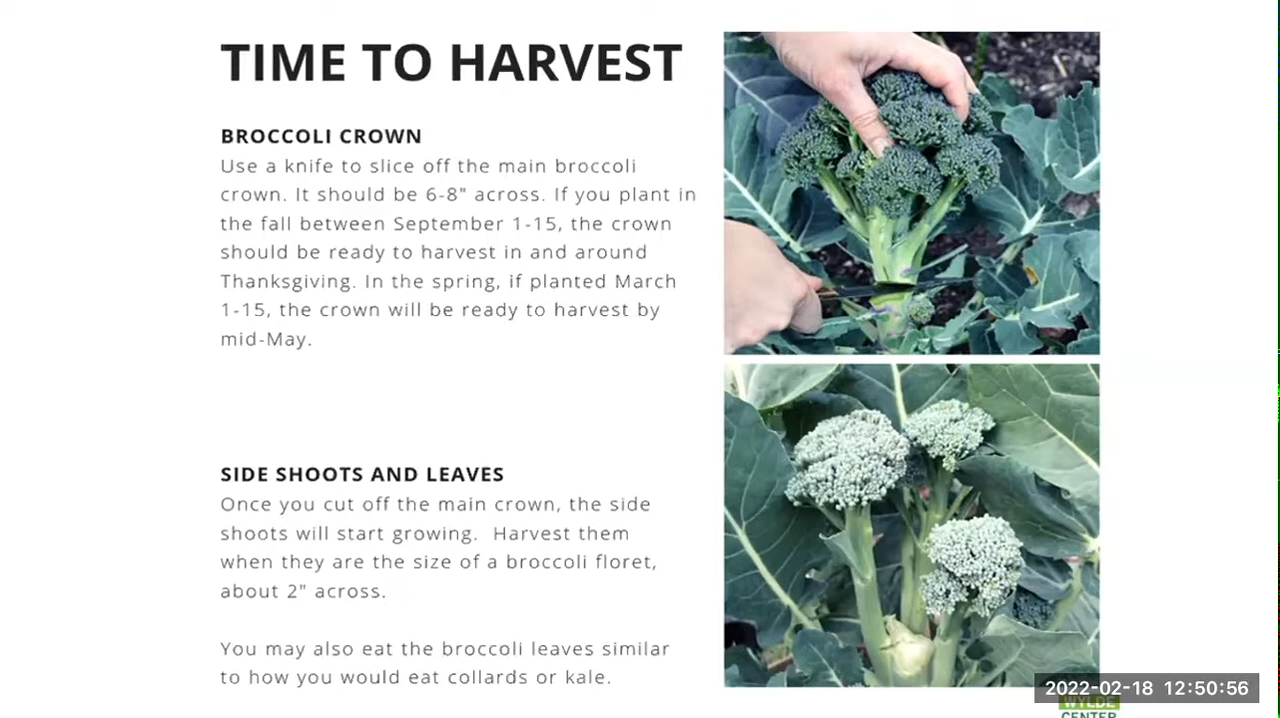 TIME TO HARVEST
BROCCOLI CROWN
Use a knife to slice off the main broccoli
crown. It should be 6-8" across. If you plant in
the fall between September 1-15, the crown
should be ready to harvest in and around
Thanksgiving. In the spring, if planted March
1-15, the crown will be ready to harvest by
mid-May.
SIDE SHOOTS AND LEAVES
Once you cut off the main crown, the side
shoots will start growing.  Harvest them
when they are the size of a broccoli floret,
about 2" across.
You may also eat the broccoli leaves similar
to how you would eat collards or kale.
2022-02-18 12:50:56
WYLDE
CENTER